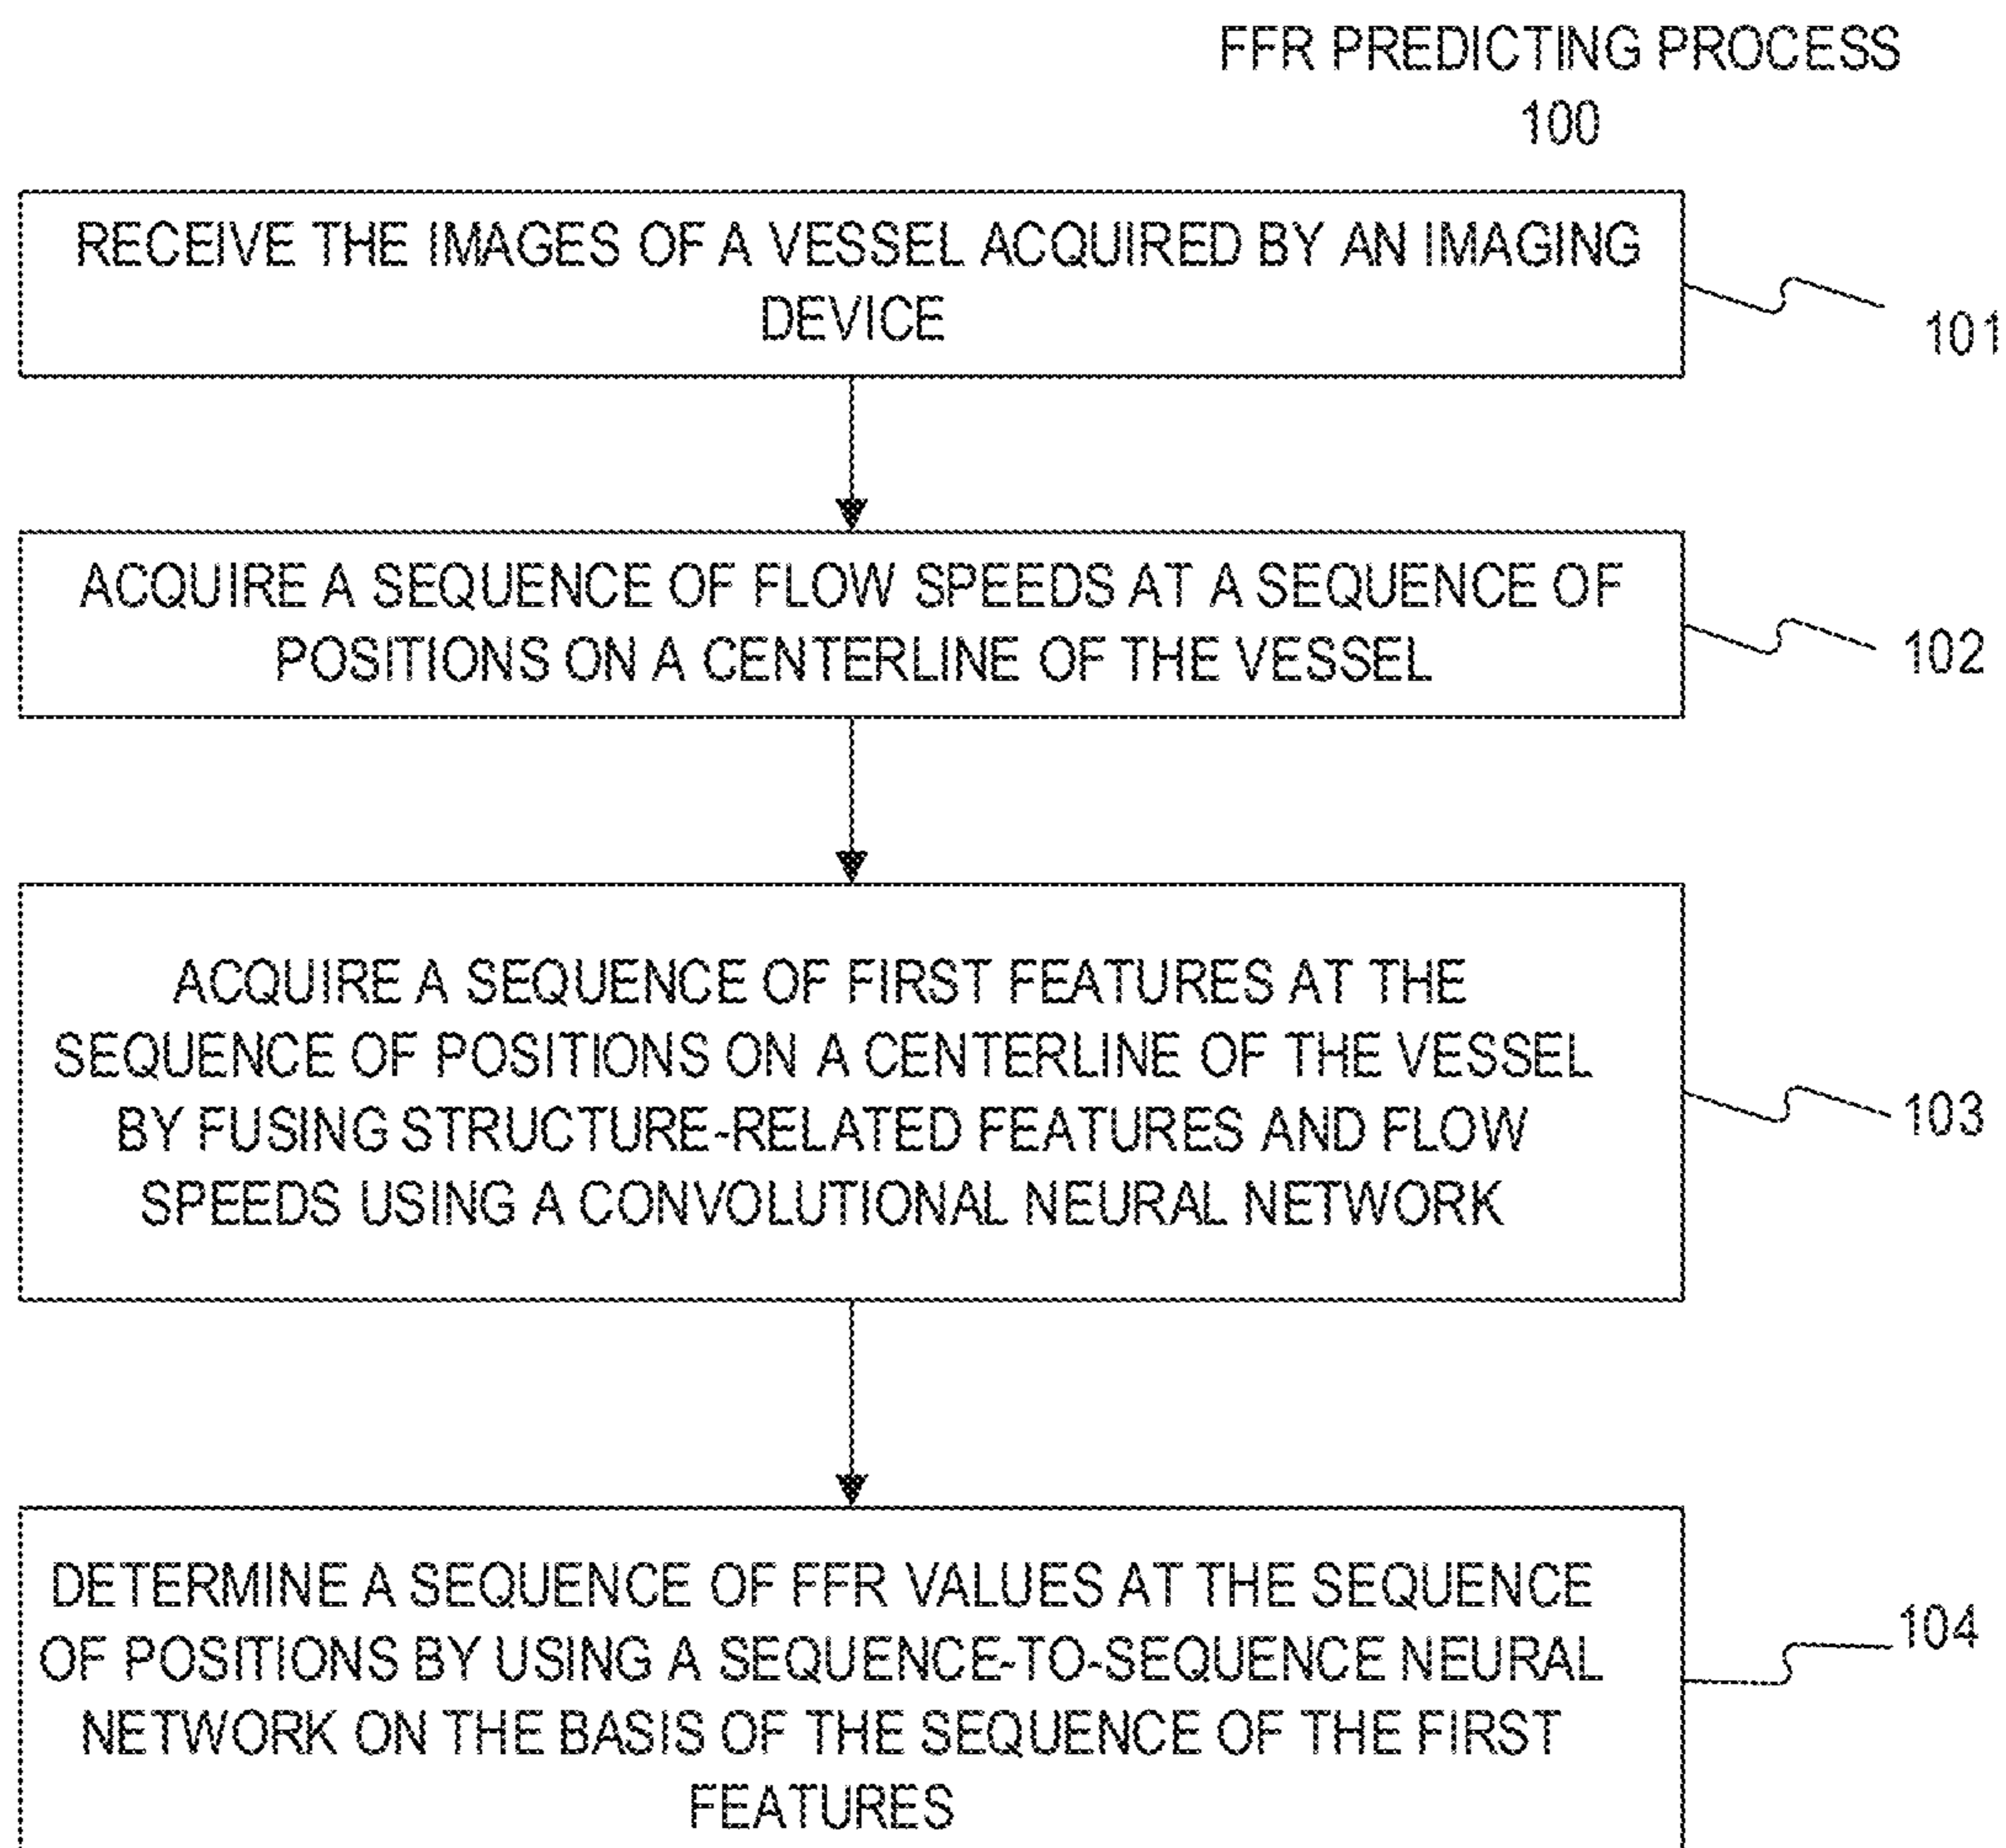 FFR PREDICTING PROCESS
100
RECEIVE THE IMAGES OF A VESSEL ACQUIRED BY AN IMAGING
DEVICE
101
ACQUIRE A SEQUENCE OF FLOW SPEEDS AT A SEQUENCE OF
POSITIONS ON A CENTERLINE OF THE VESSEL
102
ACQUIRE A SEQUENCE OF FIRST FEATURES AT THE
SEQUENCE OF POSITIONS ON A CENTERLINE OF THE VESSEL
BY FUSING STRUCTURE-RELATED FEATURES AND FLOW
SPEEDS USING A CONVOLUTIONAL NEURAL NETWORK
103
DETERMINE A SEQUENCE OF FFR VALUES AT THE SEQUENCE
OF POSITIONS BY USING A SEQUENCE-TO-SEQUENCE NEURAL
NETWORK ON THE BASIS OF THE SEQUENCE OF THE FIRST
FEATURES
104